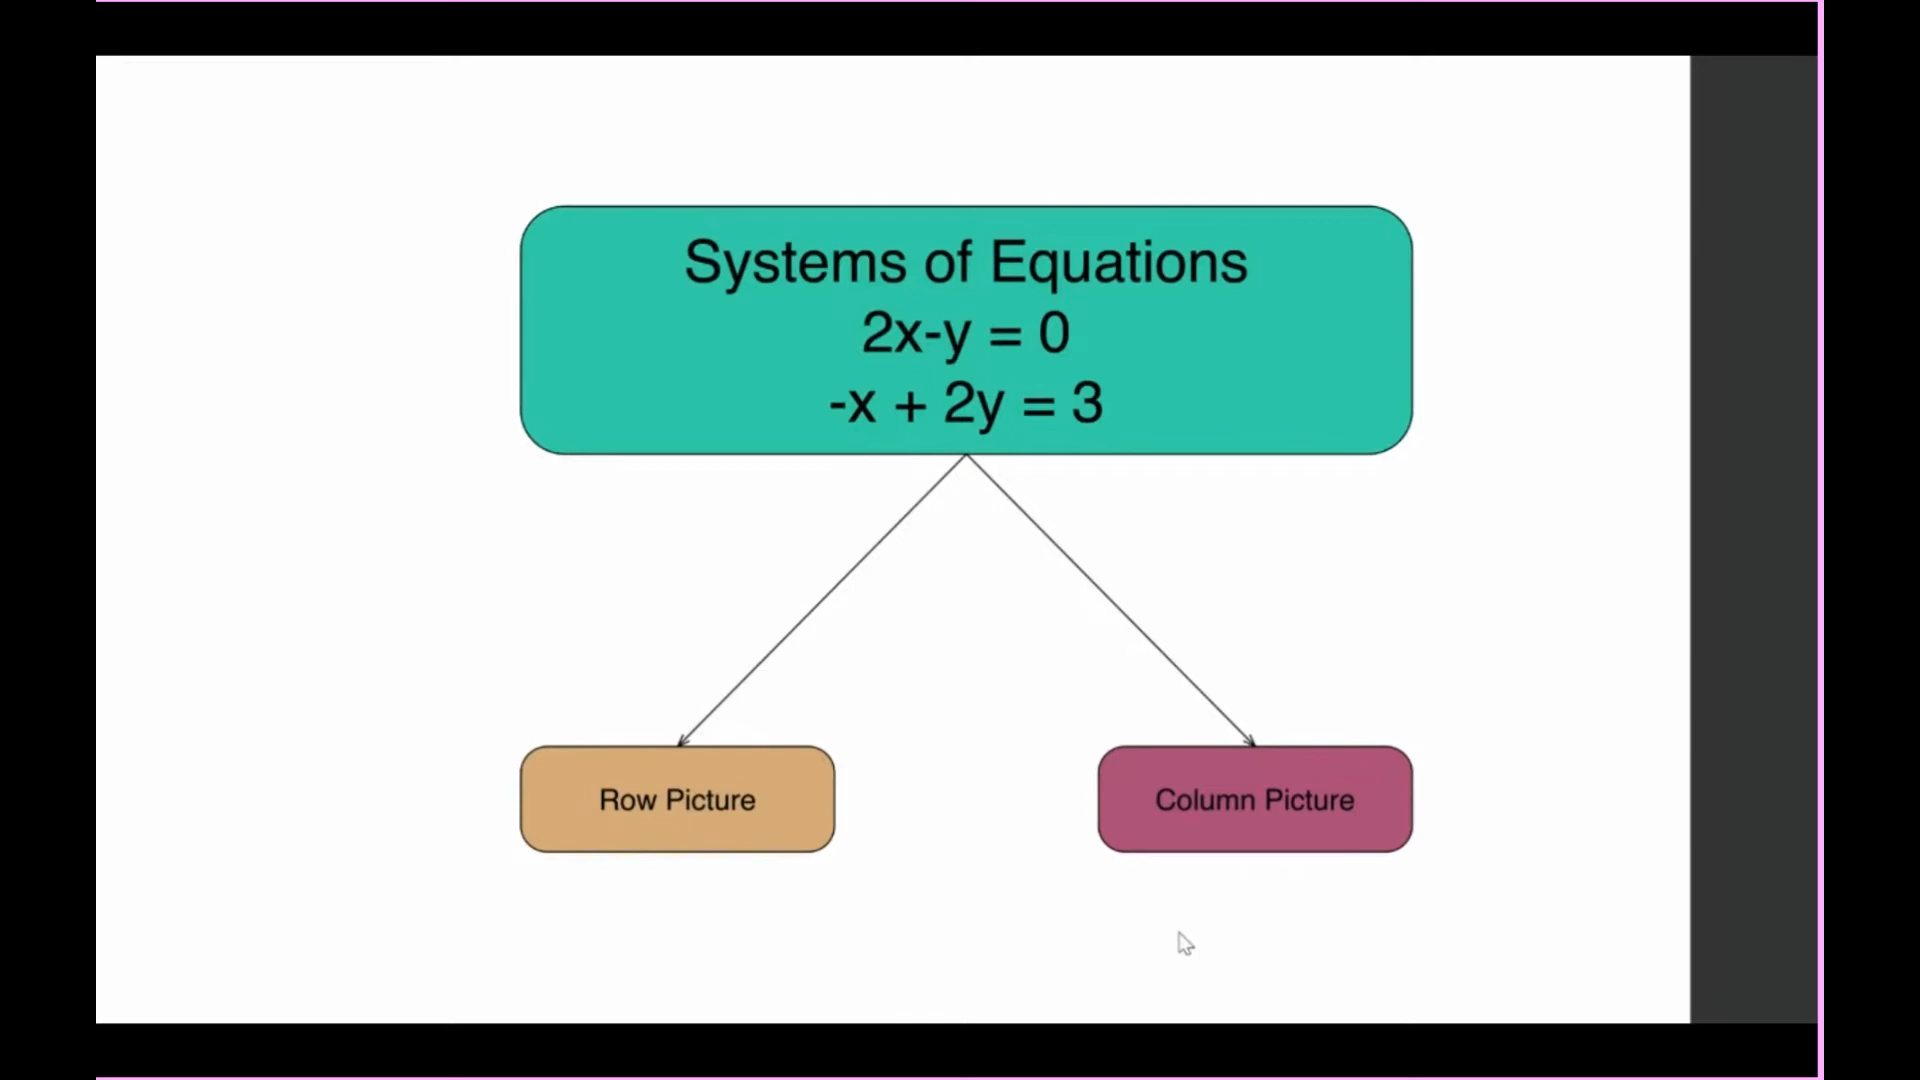 Systems of Equations
2x-y = 0
-x + 2y = 3
Row Picture
Column Picture